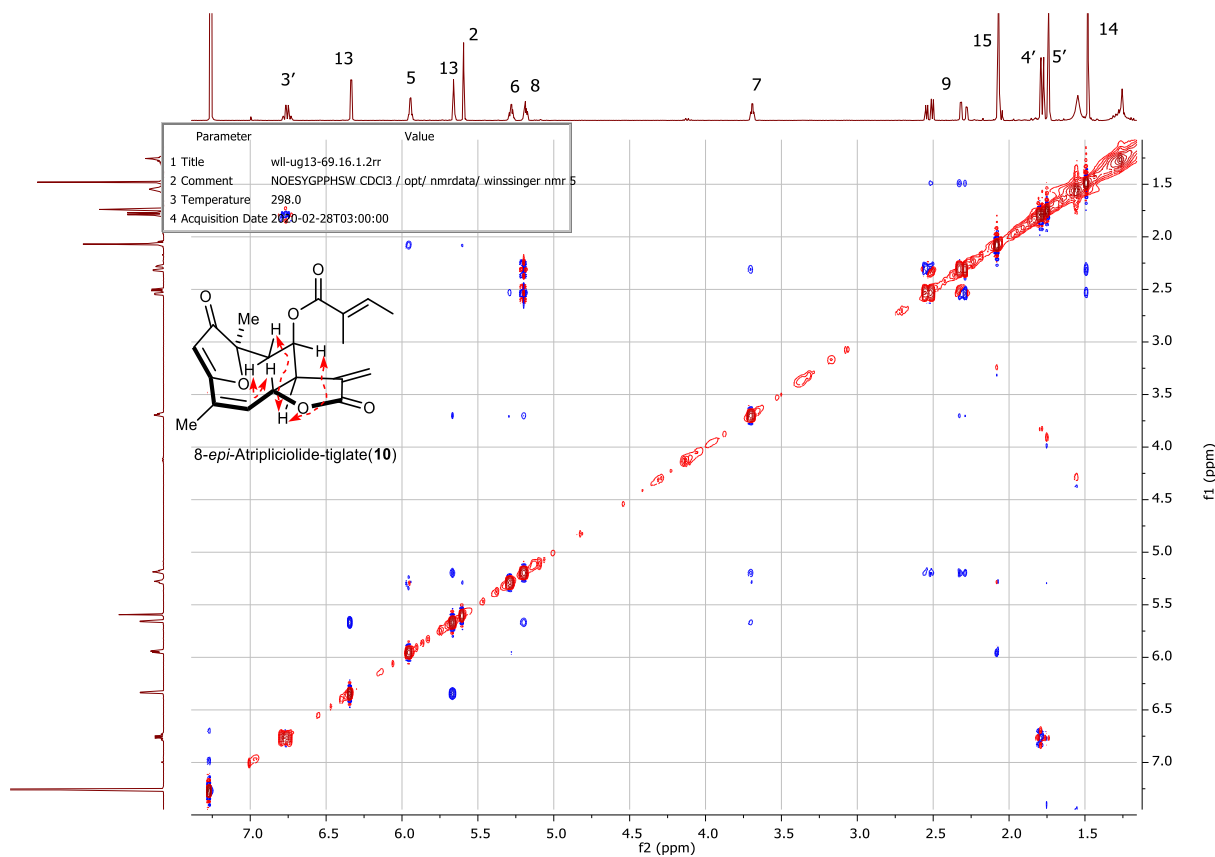 2
15
14
13
3′
5
13
6 8
7
9
4′ 5′
Parameter Value
1 Title wll-ug13-69.16.1.2rr
2 Comment NOESYGPPHSW CDCl3 / opt/ nmrdata/ winssinger nmr 5
3 Temperature 298.0
4 Acquisition Date 2020-02-28T03:00:00
O
O
Me
H
O
H
H
H
O
O
O
H
Me
8-epi-Atripliciolide-tiglate(10)
1.5
2.0
2.5
3.0
3.5
4.0
4.5
5.0
5.5
6.0
6.5
7.0
f1 (ppm)
7.0 6.5 6.0 5.5 5.0 4.5 4.0 3.5 3.0 2.5 2.0 1.5
f2 (ppm)